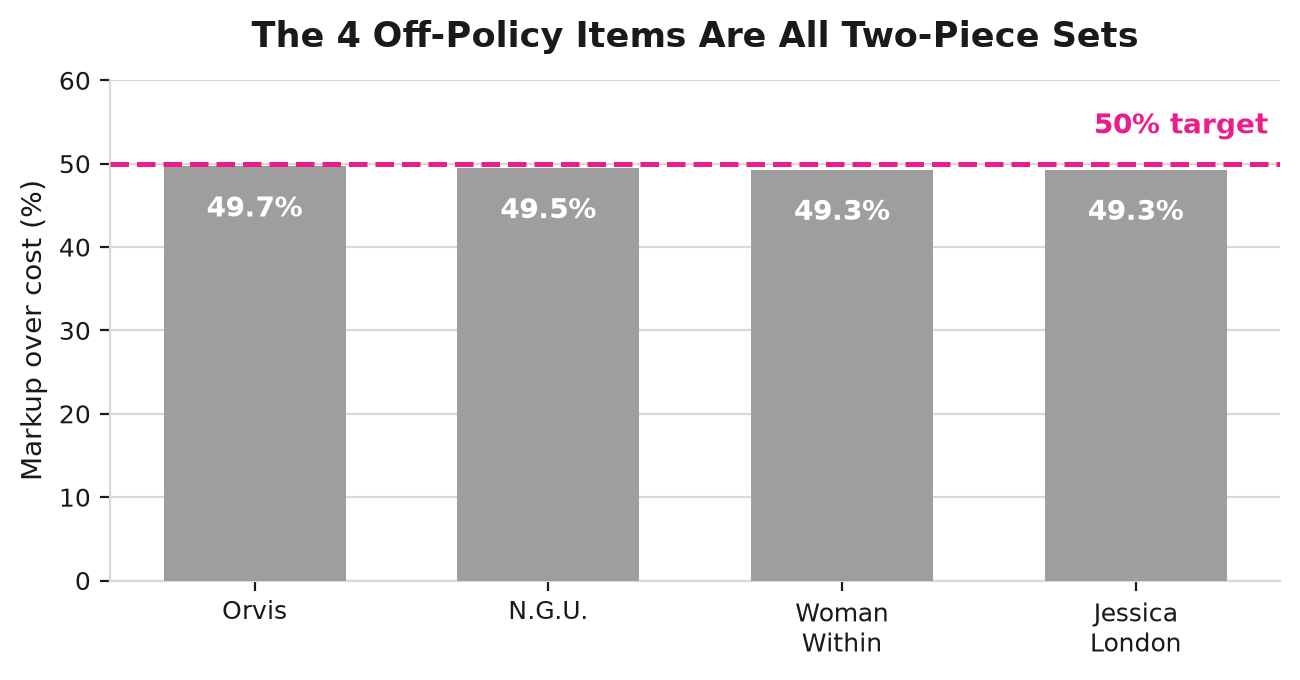 The 4 Off-Policy Items Are All Two-Piece Sets
60
50% target
50
49.7%
49.5%
49.3%
49.3%
40
30
20
10
0
Markup over cost (%)
Orvis
N.G.U.
Woman
Within
Jessica
London